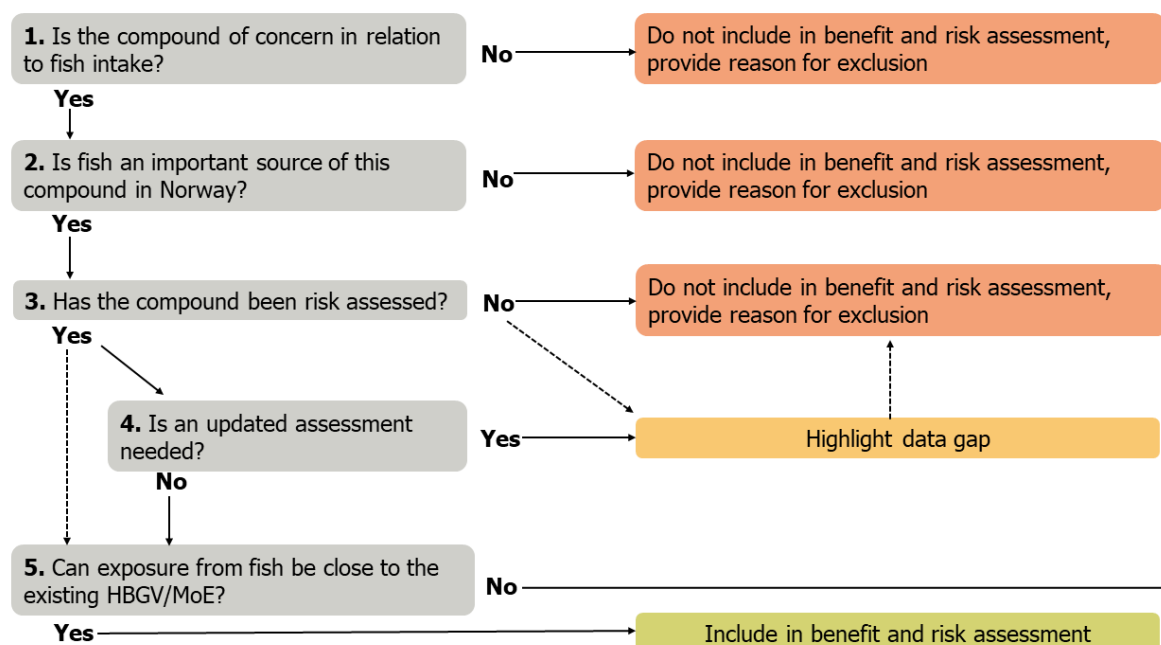 1. Is the compound of concern in relation
to fish intake?
No
Do not include in benefit and risk assessment,
provide reason for exclusion
Yes
2. Is fish an important source of this
compound in Norway?
No
Do not include in benefit and risk assessment,
provide reason for exclusion
Yes
3. Has the compound been risk assessed?
No
Do not include in benefit and risk assessment,
provide reason for exclusion
Yes
4. Is an updated assessment
needed?
Yes
Highlight data gap
No
5. Can exposure from fish be close to the
existing HBGV/MoE?
No
Yes
Include in benefit and risk assessment